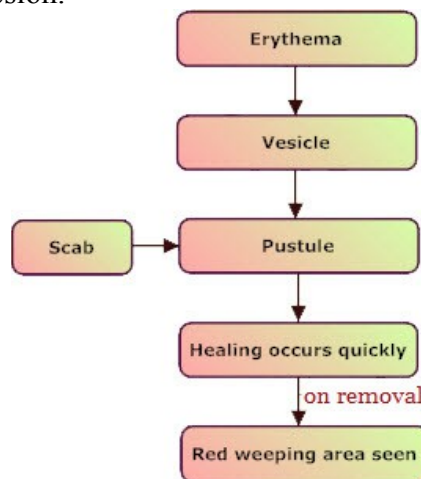 Erythema
Vesicle
Scab
Pustule
Healing occurs quickly
on removal
Red weeping area seen